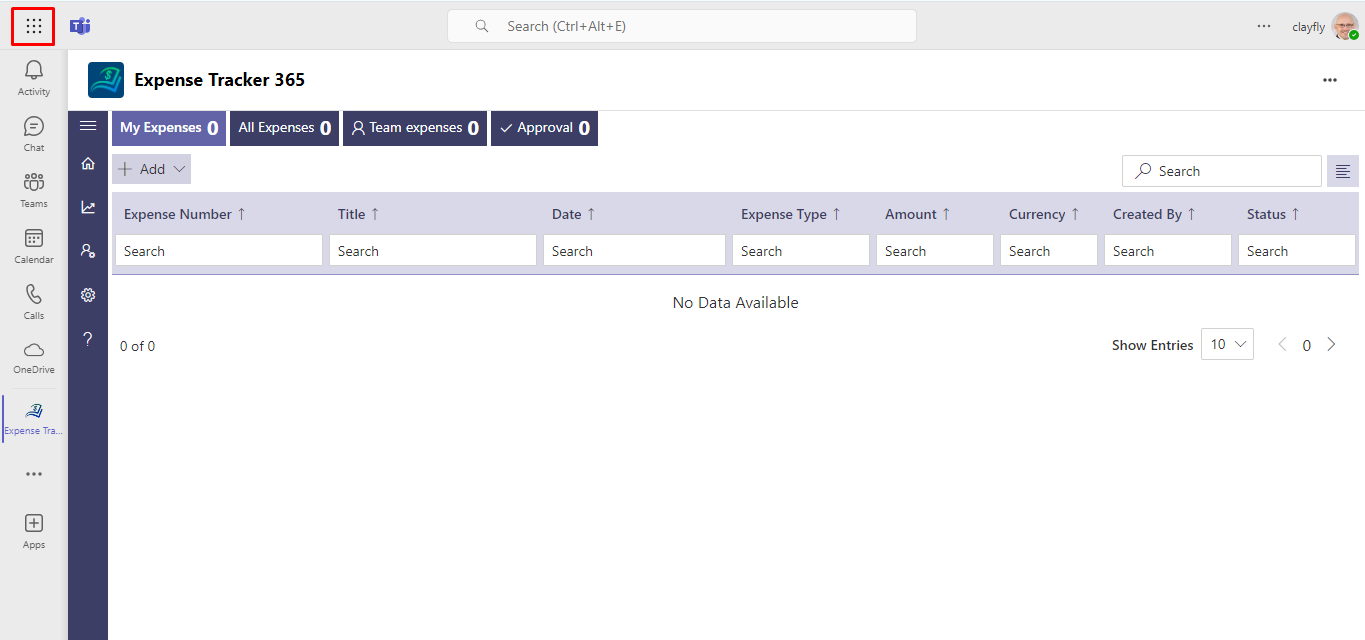 Search (Ctrl+Alt+E)
clayfly
Activity
Chat
Teams
Calendar
Calls
OneDrive
Expense Tra...
Apps
Expense Tracker 365
My Expenses 0 All Expenses 0 Team expenses 0 Approval 0
Add
Search
Expense Number Title Date Expense Type Amount Currency Created By Status
Search Search Search Search Search Search Search Search
No Data Available
0 of 0
Show Entries 10 0